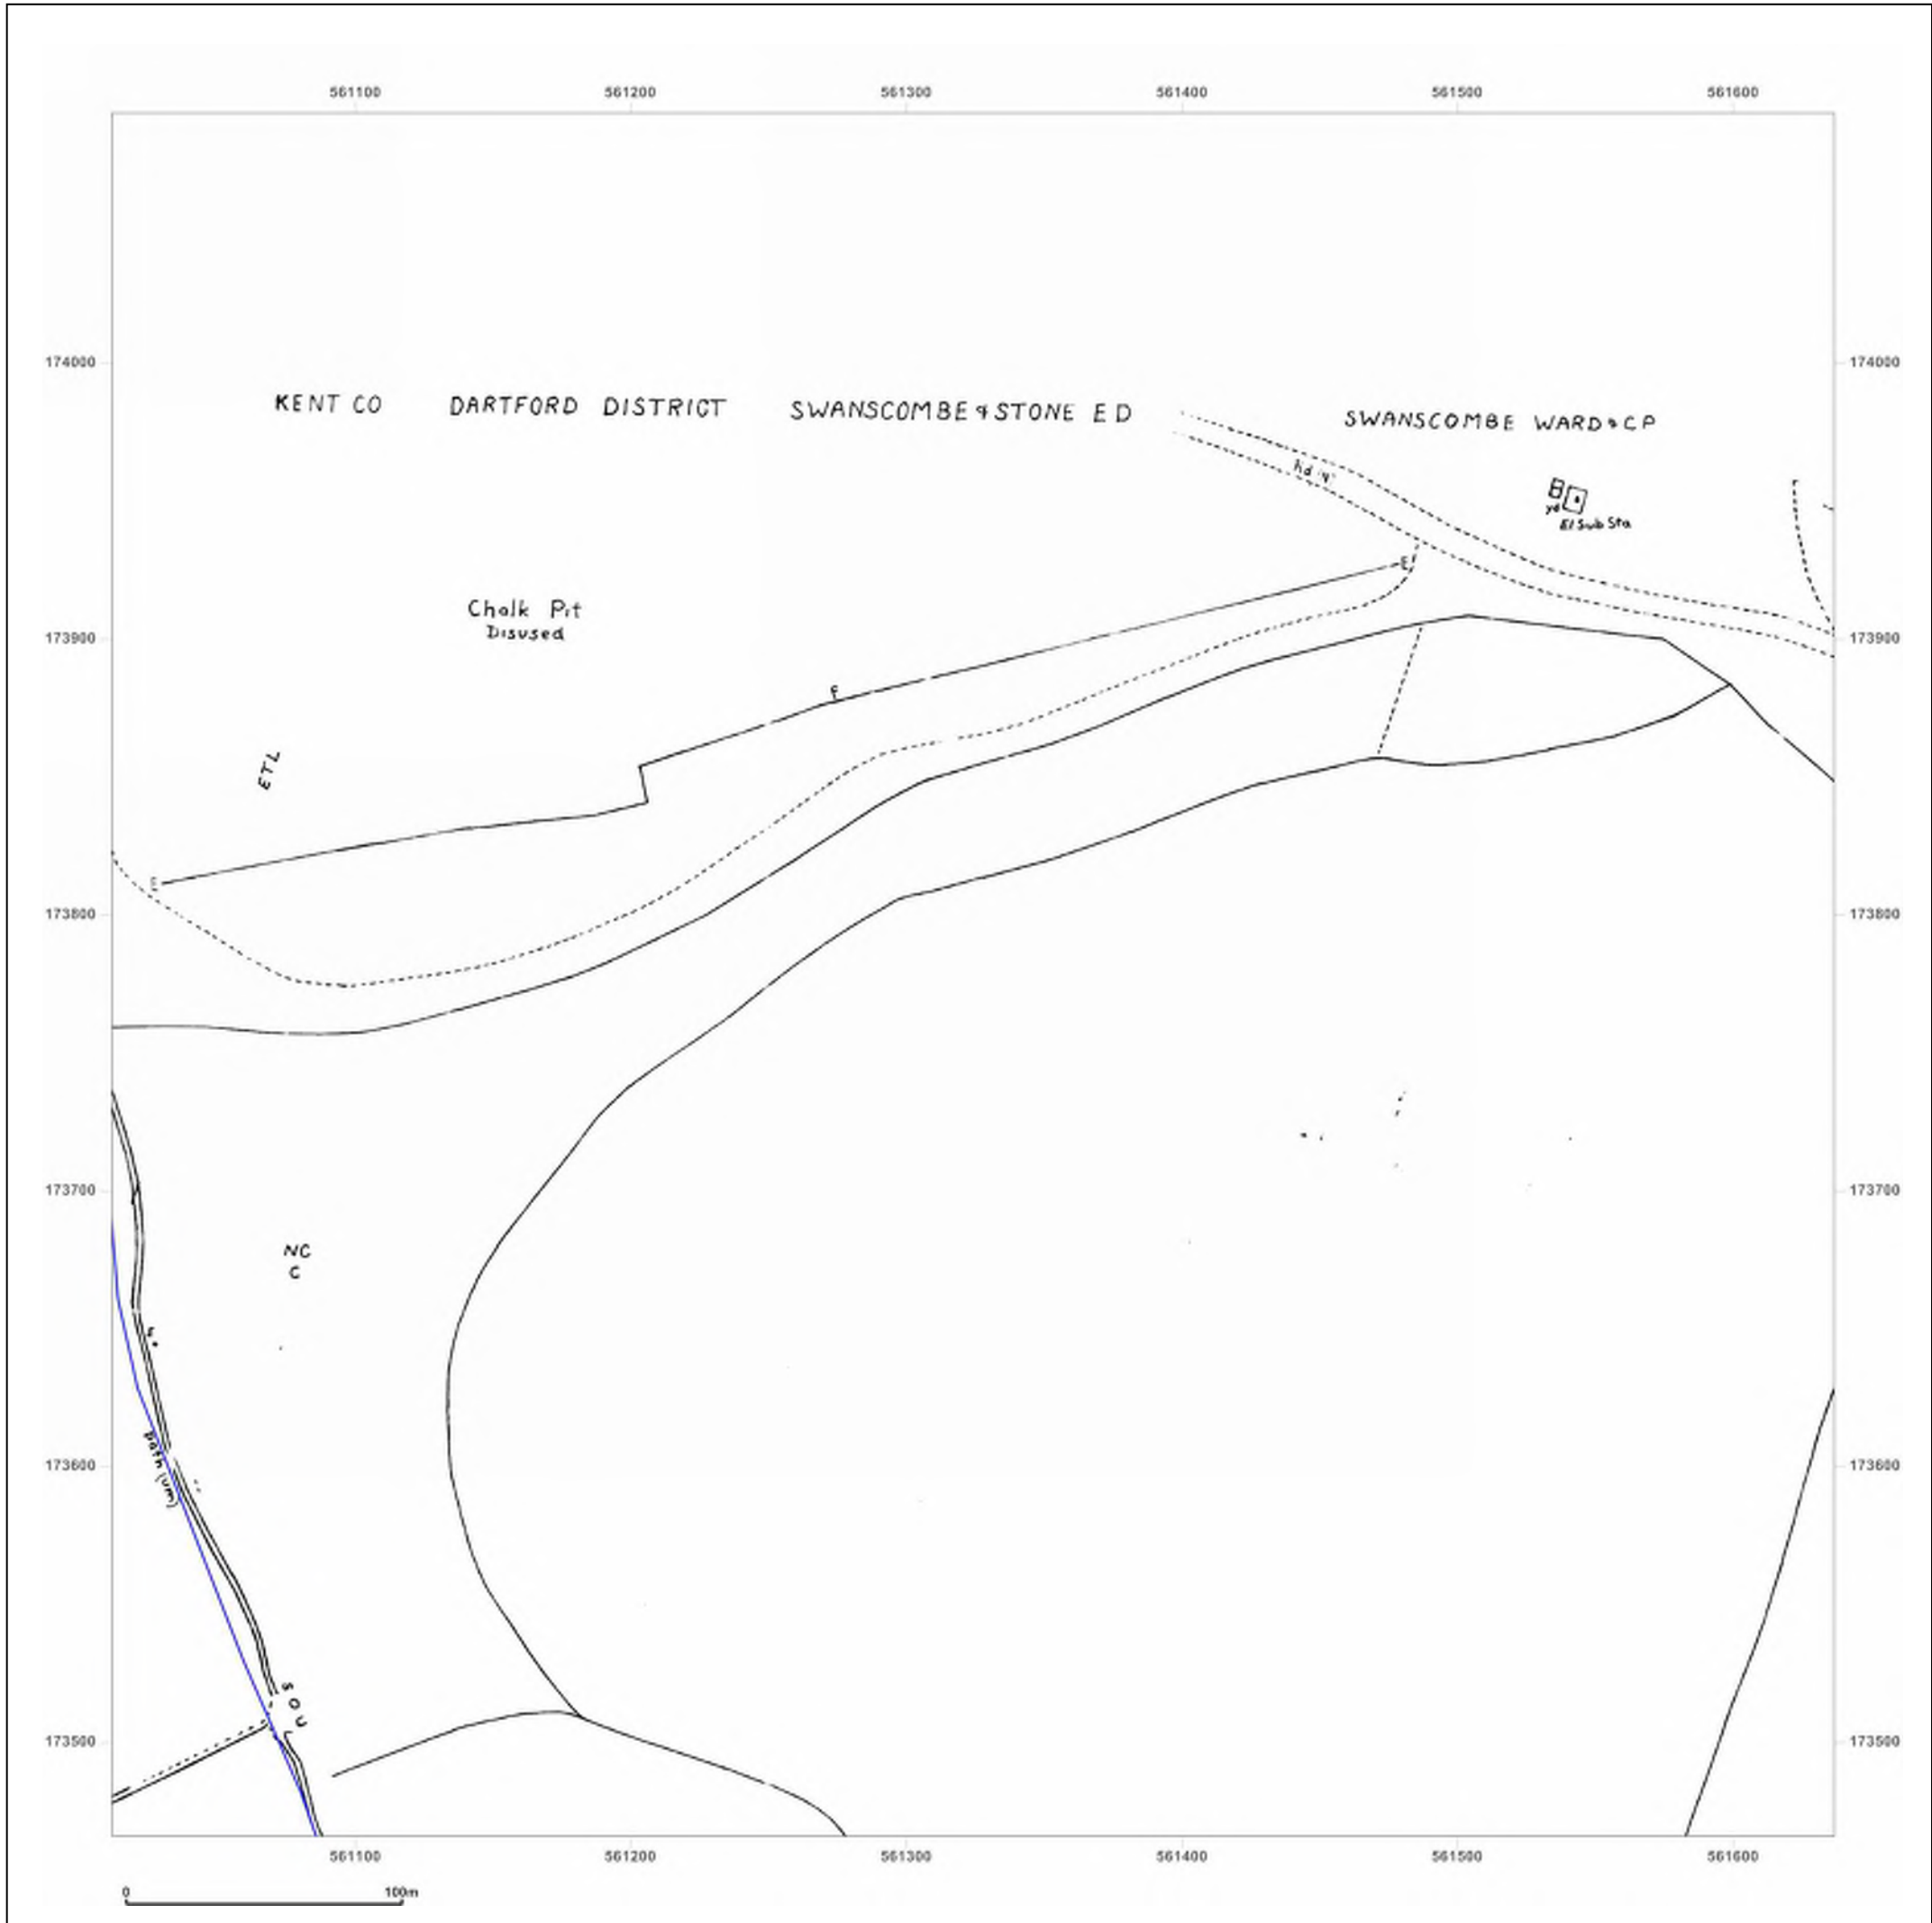 561100 561200 561300 561400 561500 561600
174000 174000
KENT CO DARTFORD DISTRICT SWANSCOMBE & STONE ED SWANSCOMBE WARD & CP
yd
El Sub Sta
Chalk Pit
Disused
173900 173900
ETL
173800 173800
173700 173700
NC
C
Path (um)
173600 173600
S O U
173500 173500
561100 561200 561300 561400 561500 561600
0 100m